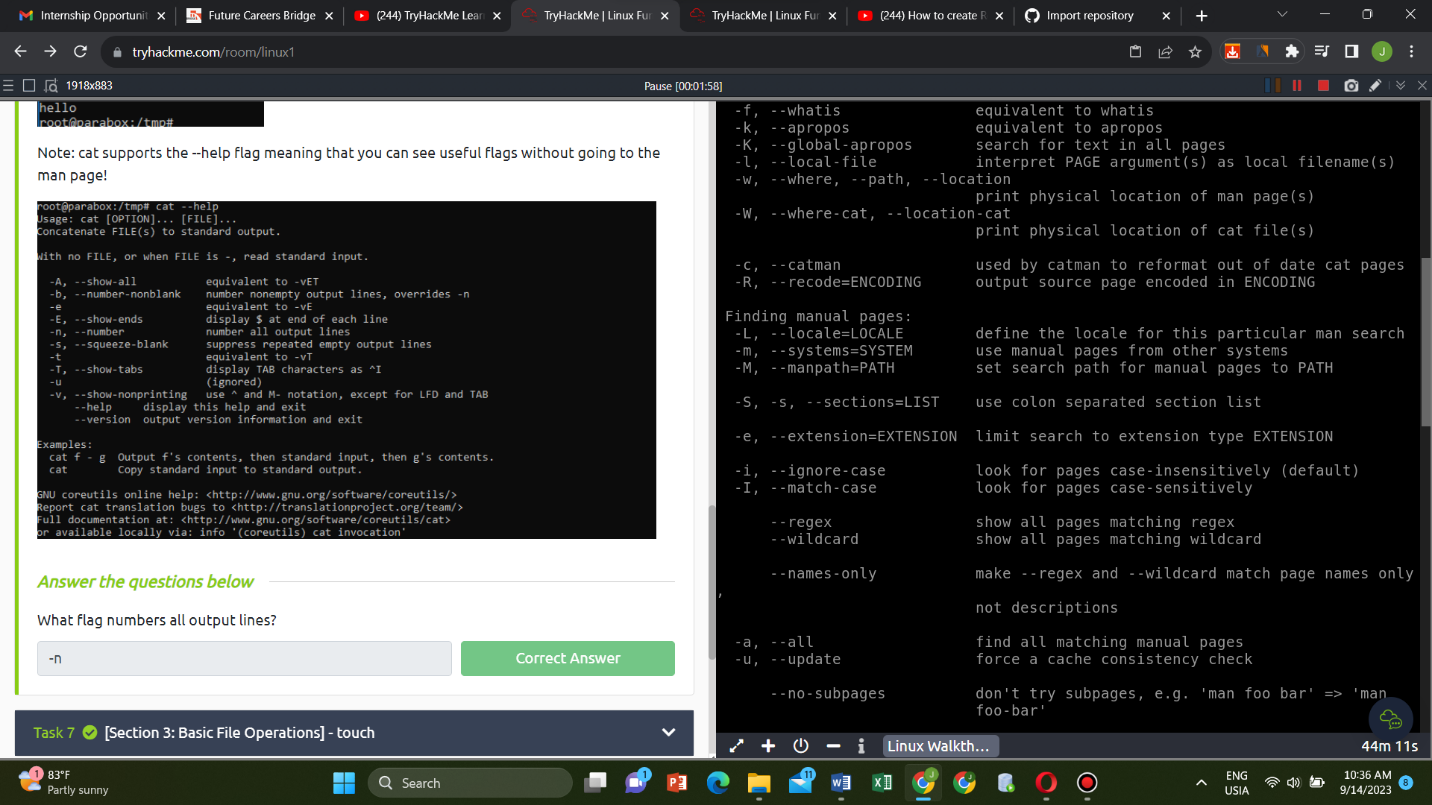 Internship Opportunit
Future Careers Bridge
(244) TryHackMe Lear
TryHackMe | Linux Fur
TryHackMe | Linux Fur
(244) How to create R
Import repository
tryhackme.com/room/linux1
J
1918x883
Pause [00:01:58]
hello
root@parabox:/tmp#
Note: cat supports the --help flag meaning that you can see useful flags without going to the
man page!
root@parabox:/tmp# cat --help
Usage: cat [OPTION]... [FILE]...
Concatenate FILE(s) to standard output.
With no FILE, or when FILE is -, read standard input.
-A, --show-all equivalent to -vET
-b, --number-nonblank number nonempty output lines, overrides -n
-e equivalent to -vE
-E, --show-ends display $ at end of each line
-n, --number number all output lines
-s, --squeeze-blank suppress repeated empty output lines
-t equivalent to -vT
-T, --show-tabs display TAB characters as ^I
-u (ignored)
-v, --show-nonprinting use ^ and M- notation, except for LFD and TAB
--help display this help and exit
--version output version information and exit
Examples:
cat f - g Output f's contents, then standard input, then g's contents.
cat Copy standard input to standard output.
GNU coreutils online help: <http://www.gnu.org/software/coreutils/>
Report cat translation bugs to <http://translationproject.org/team/>
Full documentation at: <http://www.gnu.org/software/coreutils/cat>
or available locally via: info '(coreutils) cat invocation'
Answer the questions below
What flag numbers all output lines?
-n
Correct Answer
Task 7 [Section 3: Basic File Operations] - touch
-f, --whatis equivalent to whatis
-k, --apropos equivalent to apropos
-K, --global-apropos search for text in all pages
-l, --local-file interpret PAGE argument(s) as local filename(s)
-w, --where, --path, --location
print physical location of man page(s)
-W, --where-cat, --location-cat
print physical location of cat file(s)
-c, --catman used by catman to reformat out of date cat pages
-R, --recode=ENCODING output source page encoded in ENCODING
Finding manual pages:
-L, --locale=LOCALE define the locale for this particular man search
-m, --systems=SYSTEM use manual pages from other systems
-M, --manpath=PATH set search path for manual pages to PATH
-S, -s, --sections=LIST use colon separated section list
-e, --extension=EXTENSION limit search to extension type EXTENSION
-i, --ignore-case look for pages case-insensitively (default)
-I, --match-case look for pages case-sensitively
--regex show all pages matching regex
--wildcard show all pages matching wildcard
--names-only make --regex and --wildcard match page names only
,
not descriptions
-a, --all find all matching manual pages
-u, --update force a cache consistency check
--no-subpages don't try subpages, e.g. 'man foo bar' => 'man
foo-bar'
Linux Walkth...
44m 11s
1
83°F
Partly sunny
Search
1
11
ENG
USIA
10:36 AM
9/14/2023
8